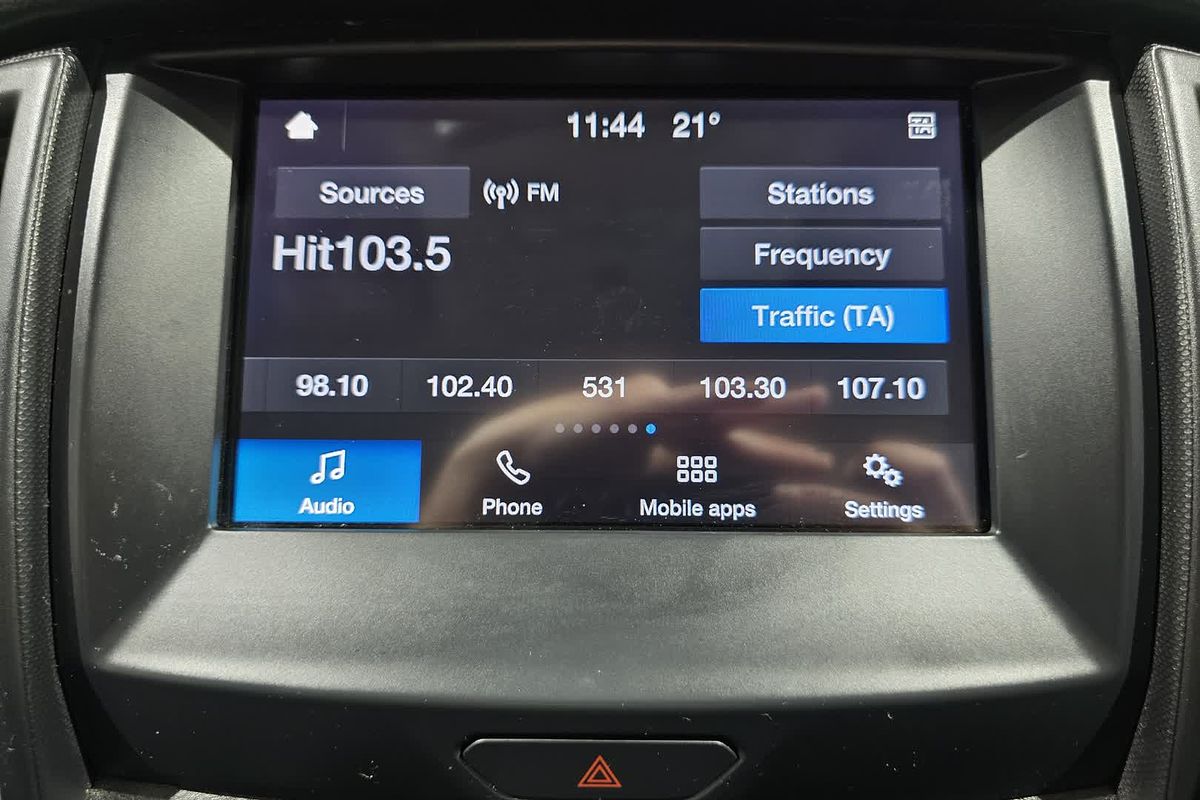 11:44 21° TA
Sources FM Stations
Hit103.5 Frequency
Traffic (TA)
98.10 102.40 531 103.30 107.10
Audio Phone Mobile apps Settings